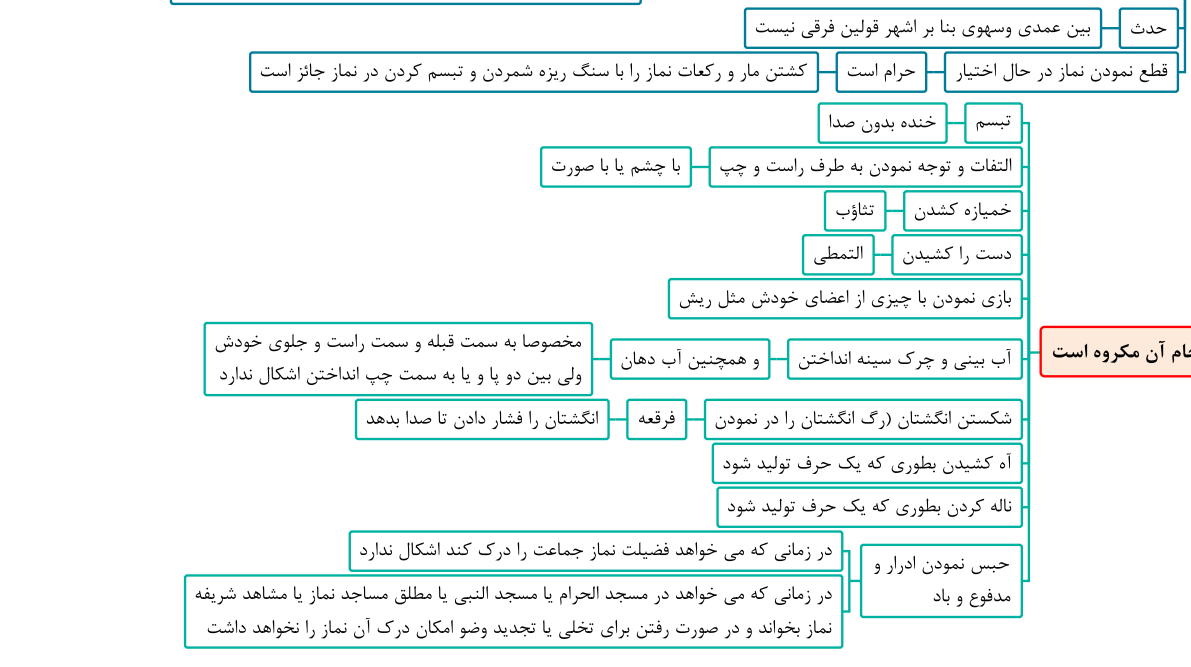 حدث
بین عمدی وسهوی بنا بر اشهر قولین فرقی نیست
قطع نمودن نماز در حال اختیار
حرام است
کشتن مار و رکعات نماز را با سنگ ریزه شمردن و تبسم کردن در نماز جائز است
آن مکروه است
تبسم
خنده بدون صدا
التفات و توجه نمودن به طرف راست و چپ
با چشم یا با صورت
خمیازه کشدن
تثاؤب
دست را کشیدن
التمطی
بازی نمودن با چیزی از اعضای خودش مثل ریش
آب بینی و چرک سینه انداختن
و همچنین آب دهان
مخصوصا به سمت قبله و سمت راست و جلوی خودش
ولی بین دو پا و یا به سمت چپ انداختن اشکال ندارد
شکستن انگشتان (رگ انگشتان را در نمودن
فرقعه
انگشتان را فشار دادن تا صدا بدهد
آه کشیدن بطوری که یک حرف تولید شود
ناله کردن بطوری که یک حرف تولید شود
حبس نمودن ادرار و
مدفوع و باد
در زمانی که می خواهد فضیلت نماز جماعت را درک کند اشکال ندارد
در زمانی که می خواهد در مسجد الحرام یا مسجد النبی یا مطلق مساجد نماز یا مشاهد شریفه
نماز بخواند و در صورت رفتن برای تخلی یا تجدید وضو امکان درک آن نماز را نخواهد داشت